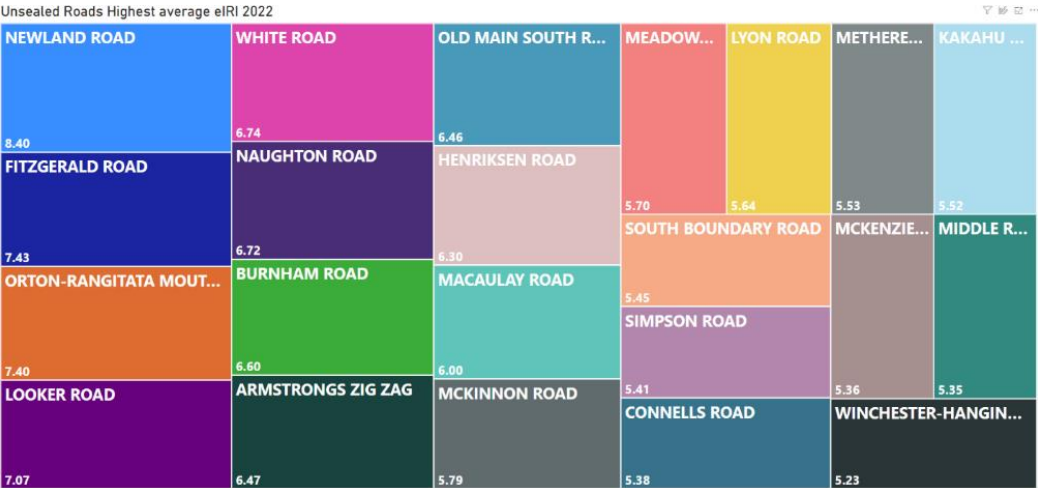 Unsealed Roads Highest average eIRI 2022
NEWLAND ROAD
8.40
FITZGERALD ROAD
7.43
ORTON-RANGITATA MOUT...
7.40
LOOKER ROAD
7.07
WHITE ROAD
6.74
NAUGHTON ROAD
6.72
BURNHAM ROAD
6.60
ARMSTRONGS ZIG ZAG
6.47
OLD MAIN SOUTH R...
6.46
HENRIKSEN ROAD
6.30
MACAULAY ROAD
6.00
MCKINNON ROAD
5.79
MEADOW...
5.70
LYON ROAD
5.64
METHERE...
5.53
KAKAHU ...
5.52
SOUTH BOUNDARY ROAD
5.45
SIMPSON ROAD
5.41
CONNELLS ROAD
5.38
MCKENZIE...
5.36
MIDDLE R...
5.35
WINCHESTER-HANGIN...
5.23